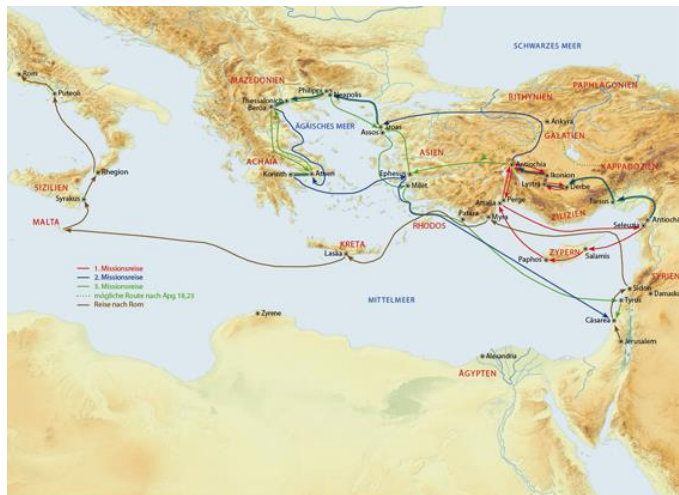 SCHWARZES MEER
Rom
Puteoli
MAZEDONIEN
Philippi
Neapolis
Thessalonich
Beröa
BITHYNIEN
PAPHLAGONIEN
ÄGÄISCHES MEER
Troas
Assos
Ankyra
GALATIEN
ASIEN
ACHAIA
Korinth
Athen
Ephesus
Milet
Antiochia
Ikonion
KAPPADOZIEN
Lystra
Derbe
Rhegion
SIZILIEN
Syrakus
Attalia
Perge
Tarsus
ZILIZIEN
MALTA
RHODOS
Patara
Myra
Seleuzia
Antiochia
KRETA
Lasäa
ZYPERN
Paphos
Salamis
SYRIEN
1. Missionsreise
2. Missionsreise
3. Missionsreise
mögliche Route nach Apg 18,23
Reise nach Rom
MITTELMEER
Sidon
Damaskus
Tyrus
Zyrene
Cäsarea
Jerusalem
Alexandria
ÄGYPTEN